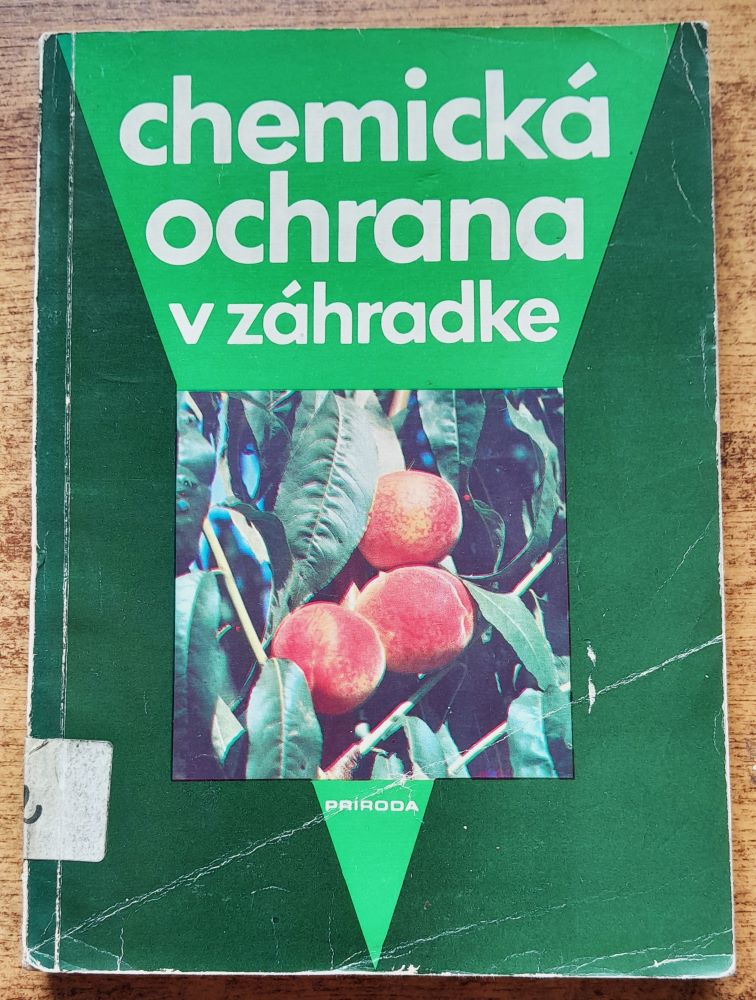 chemická
ochrana
v záhradke
PRÍRODA